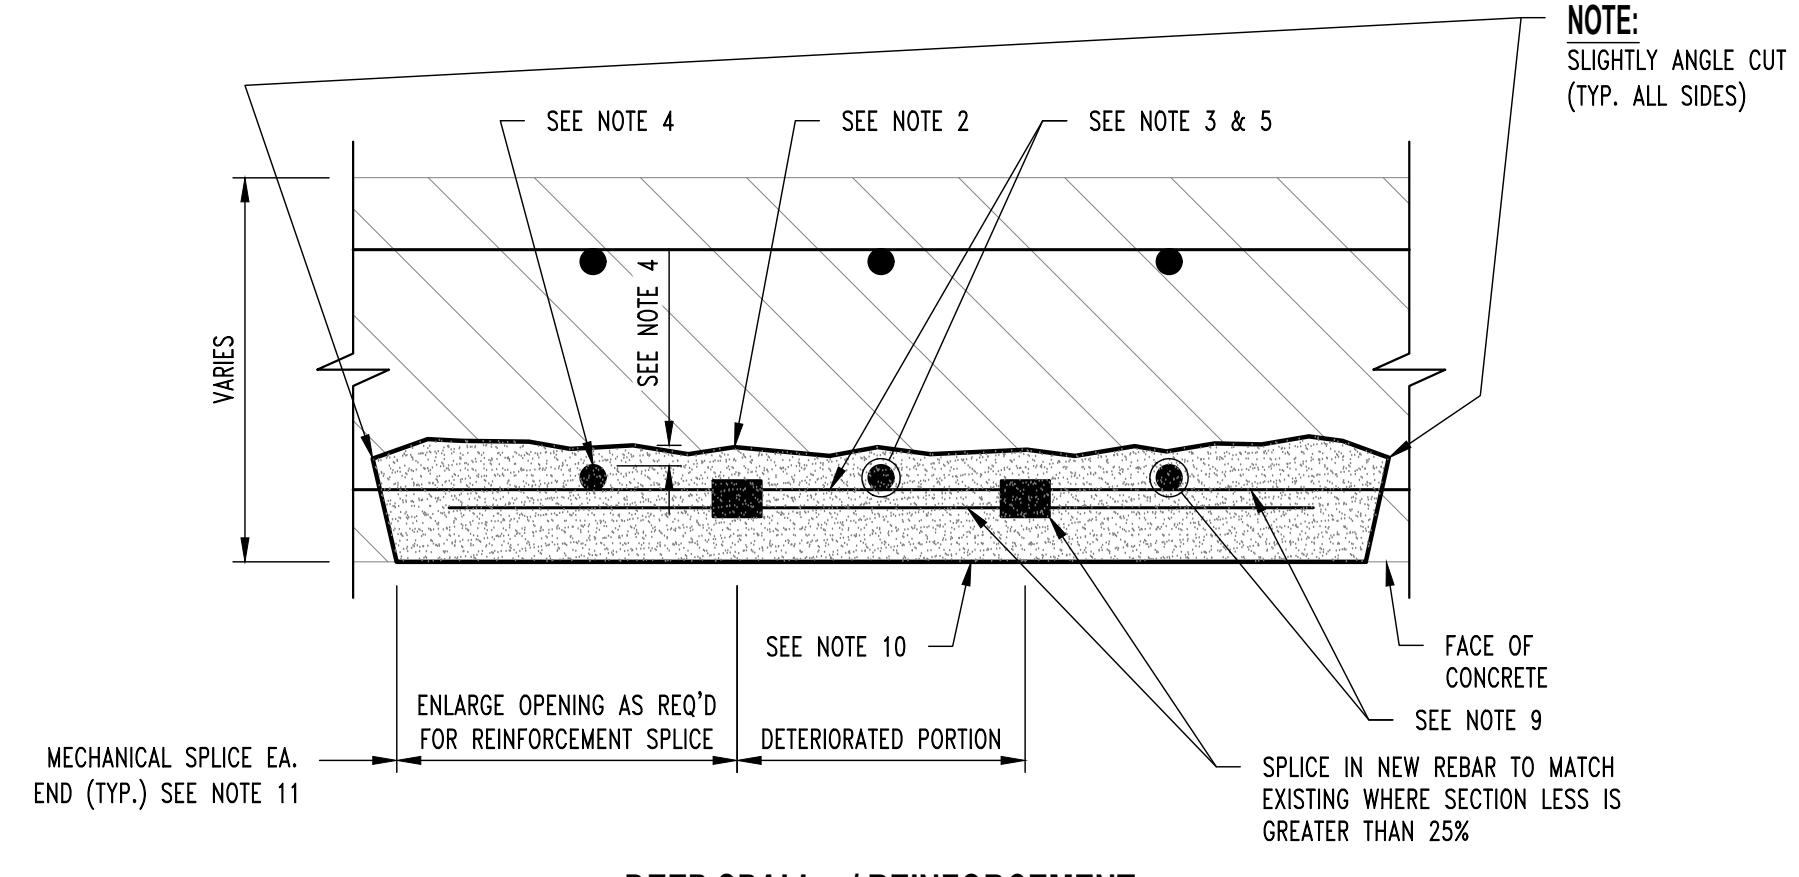 NOTE:
SLIGHTLY ANGLE CUT
(TYP. ALL SIDES)
SEE NOTE 4
SEE NOTE 2
SEE NOTE 3 & 5
SEE NOTE 4
VARIES
SEE NOTE 10
FACE OF
CONCRETE
ENLARGE OPENING AS REQ'D
FOR REINFORCEMENT SPLICE
DETERIORATED PORTION
SEE NOTE 9
MECHANICAL SPLICE EA.
END (TYP.) SEE NOTE 11
SPLICE IN NEW REBAR TO MATCH
EXISTING WHERE SECTION LESS IS
GREATER THAN 25%
DEEP SPALL w/ REINFORCEMENT